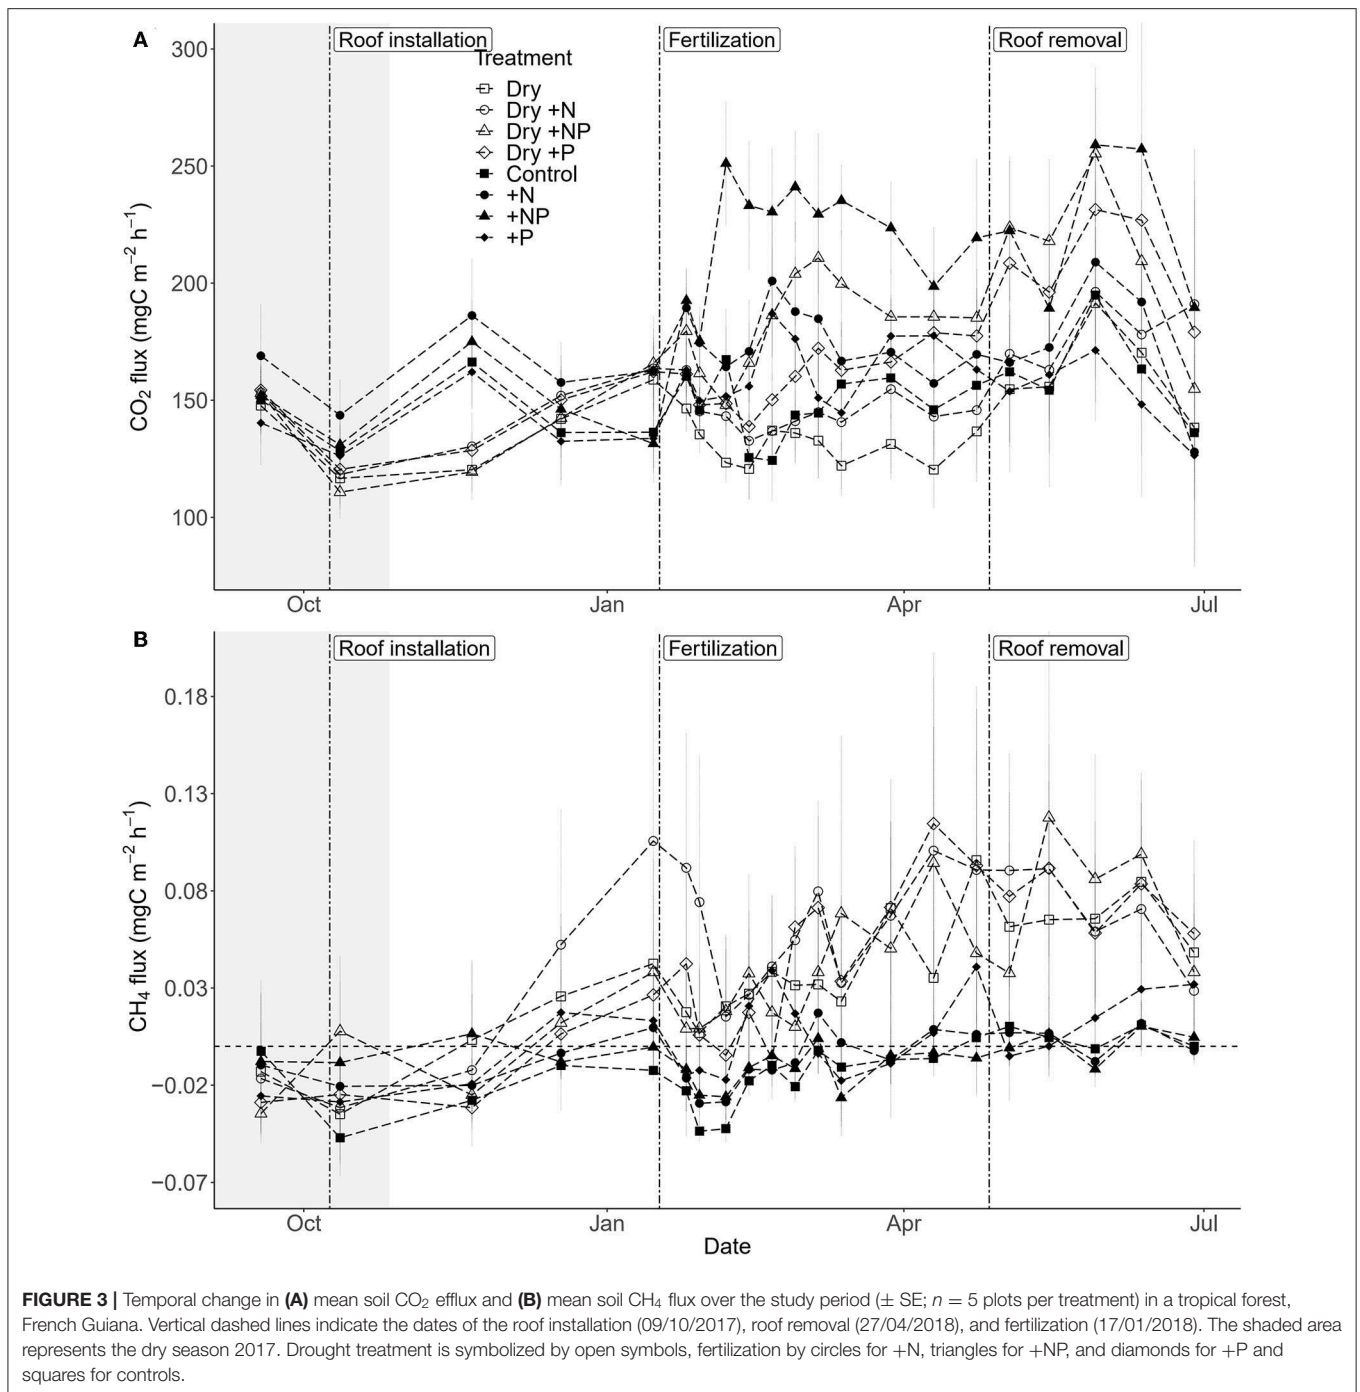 A
Roof installation
Fertilization
Roof removal
Treatment
Dry
Dry +N
Dry +NP
Dry +P
Control
+N
+NP
+P
300
250
200
150
100
CO₂ flux (mgC m⁻² h⁻¹)
Oct
Jan
Apr
Jul
B
Roof installation
Fertilization
Roof removal
0.18
0.13
0.08
0.03
−0.02
−0.07
CH₄ flux (mgC m⁻² h⁻¹)
Oct
Jan
Apr
Jul
Date
FIGURE 3 | Temporal change in (A) mean soil CO₂ efflux and (B) mean soil CH₄ flux over the study period (± SE; n = 5 plots per treatment) in a tropical forest,
French Guiana. Vertical dashed lines indicate the dates of the roof installation (09/10/2017), roof removal (27/04/2018), and fertilization (17/01/2018). The shaded area
represents the dry season 2017. Drought treatment is symbolized by open symbols, fertilization by circles for +N, triangles for +NP, and diamonds for +P and
squares for controls.